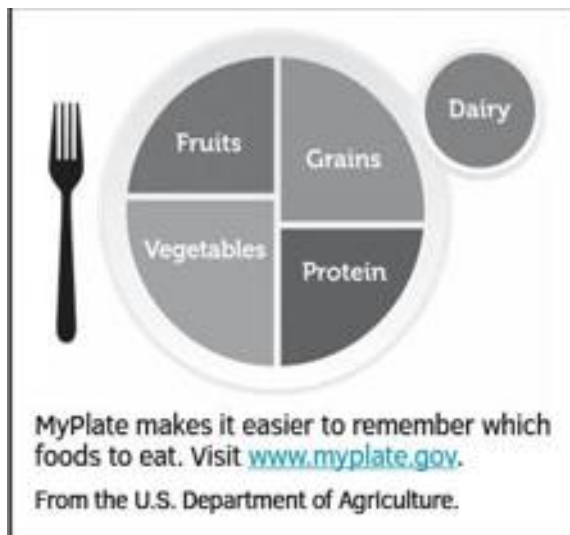 Fruits
Grains
Dairy
Vegetables
Protein
MyPlate makes it easier to remember which
foods to eat. Visit www.myplate.gov.
From the U.S. Department of Agriculture.